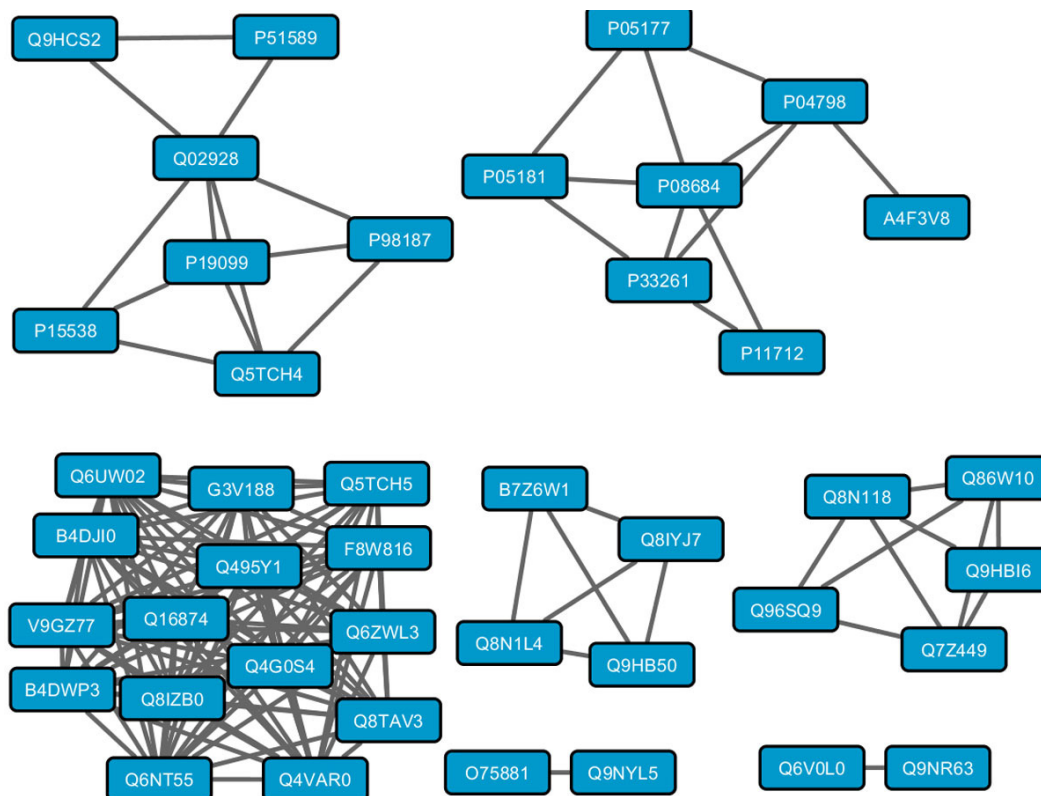 Q9HCS2
P51589
Q02928
P98187
P19099
P15538
Q5TCH4
P05177
P04798
P05181
P08684
A4F3V8
P33261
P11712
Q6UW02
G3V188
Q5TCH5
B4DJI0
F8W816
Q495Y1
V9GZ77
Q16874
Q6ZWL3
Q4G0S4
B4DWP3
Q8IZB0
Q8TAV3
Q6NT55
Q4VAR0
B7Z6W1
Q8IYJ7
Q8N1L4
Q9HB50
Q86W10
Q8N118
Q9HBI6
Q96SQ9
Q7Z449
O75881
Q9NYL5
Q6V0L0
Q9NR63